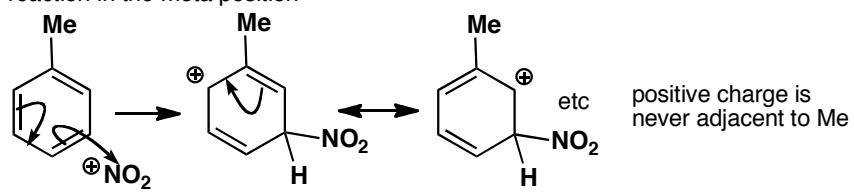 reaction in the meta position
Me
Me
Me
⊕
⊕
etc
positive charge is
never adjacent to Me
NO₂
NO₂
⊕
NO₂
H
H